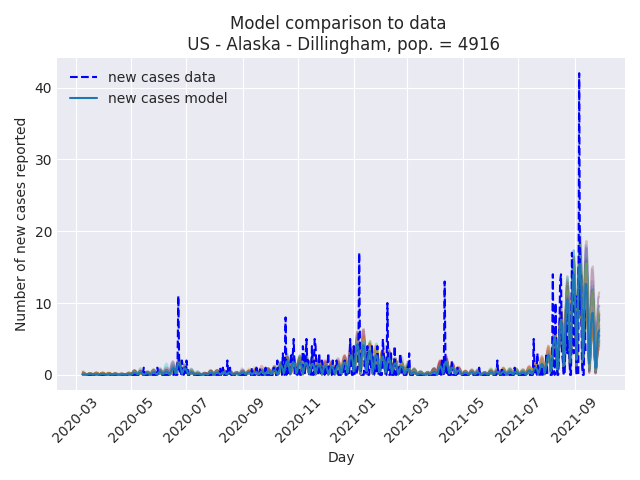 Model comparison to data
US - Alaska - Dillingham, pop. = 4916
new cases data
new cases model
Number of new cases reported
40
30
20
10
0
2020-03
2020-05
2020-07
2020-09
2020-11
2021-01
2021-03
2021-05
2021-07
2021-09
Day